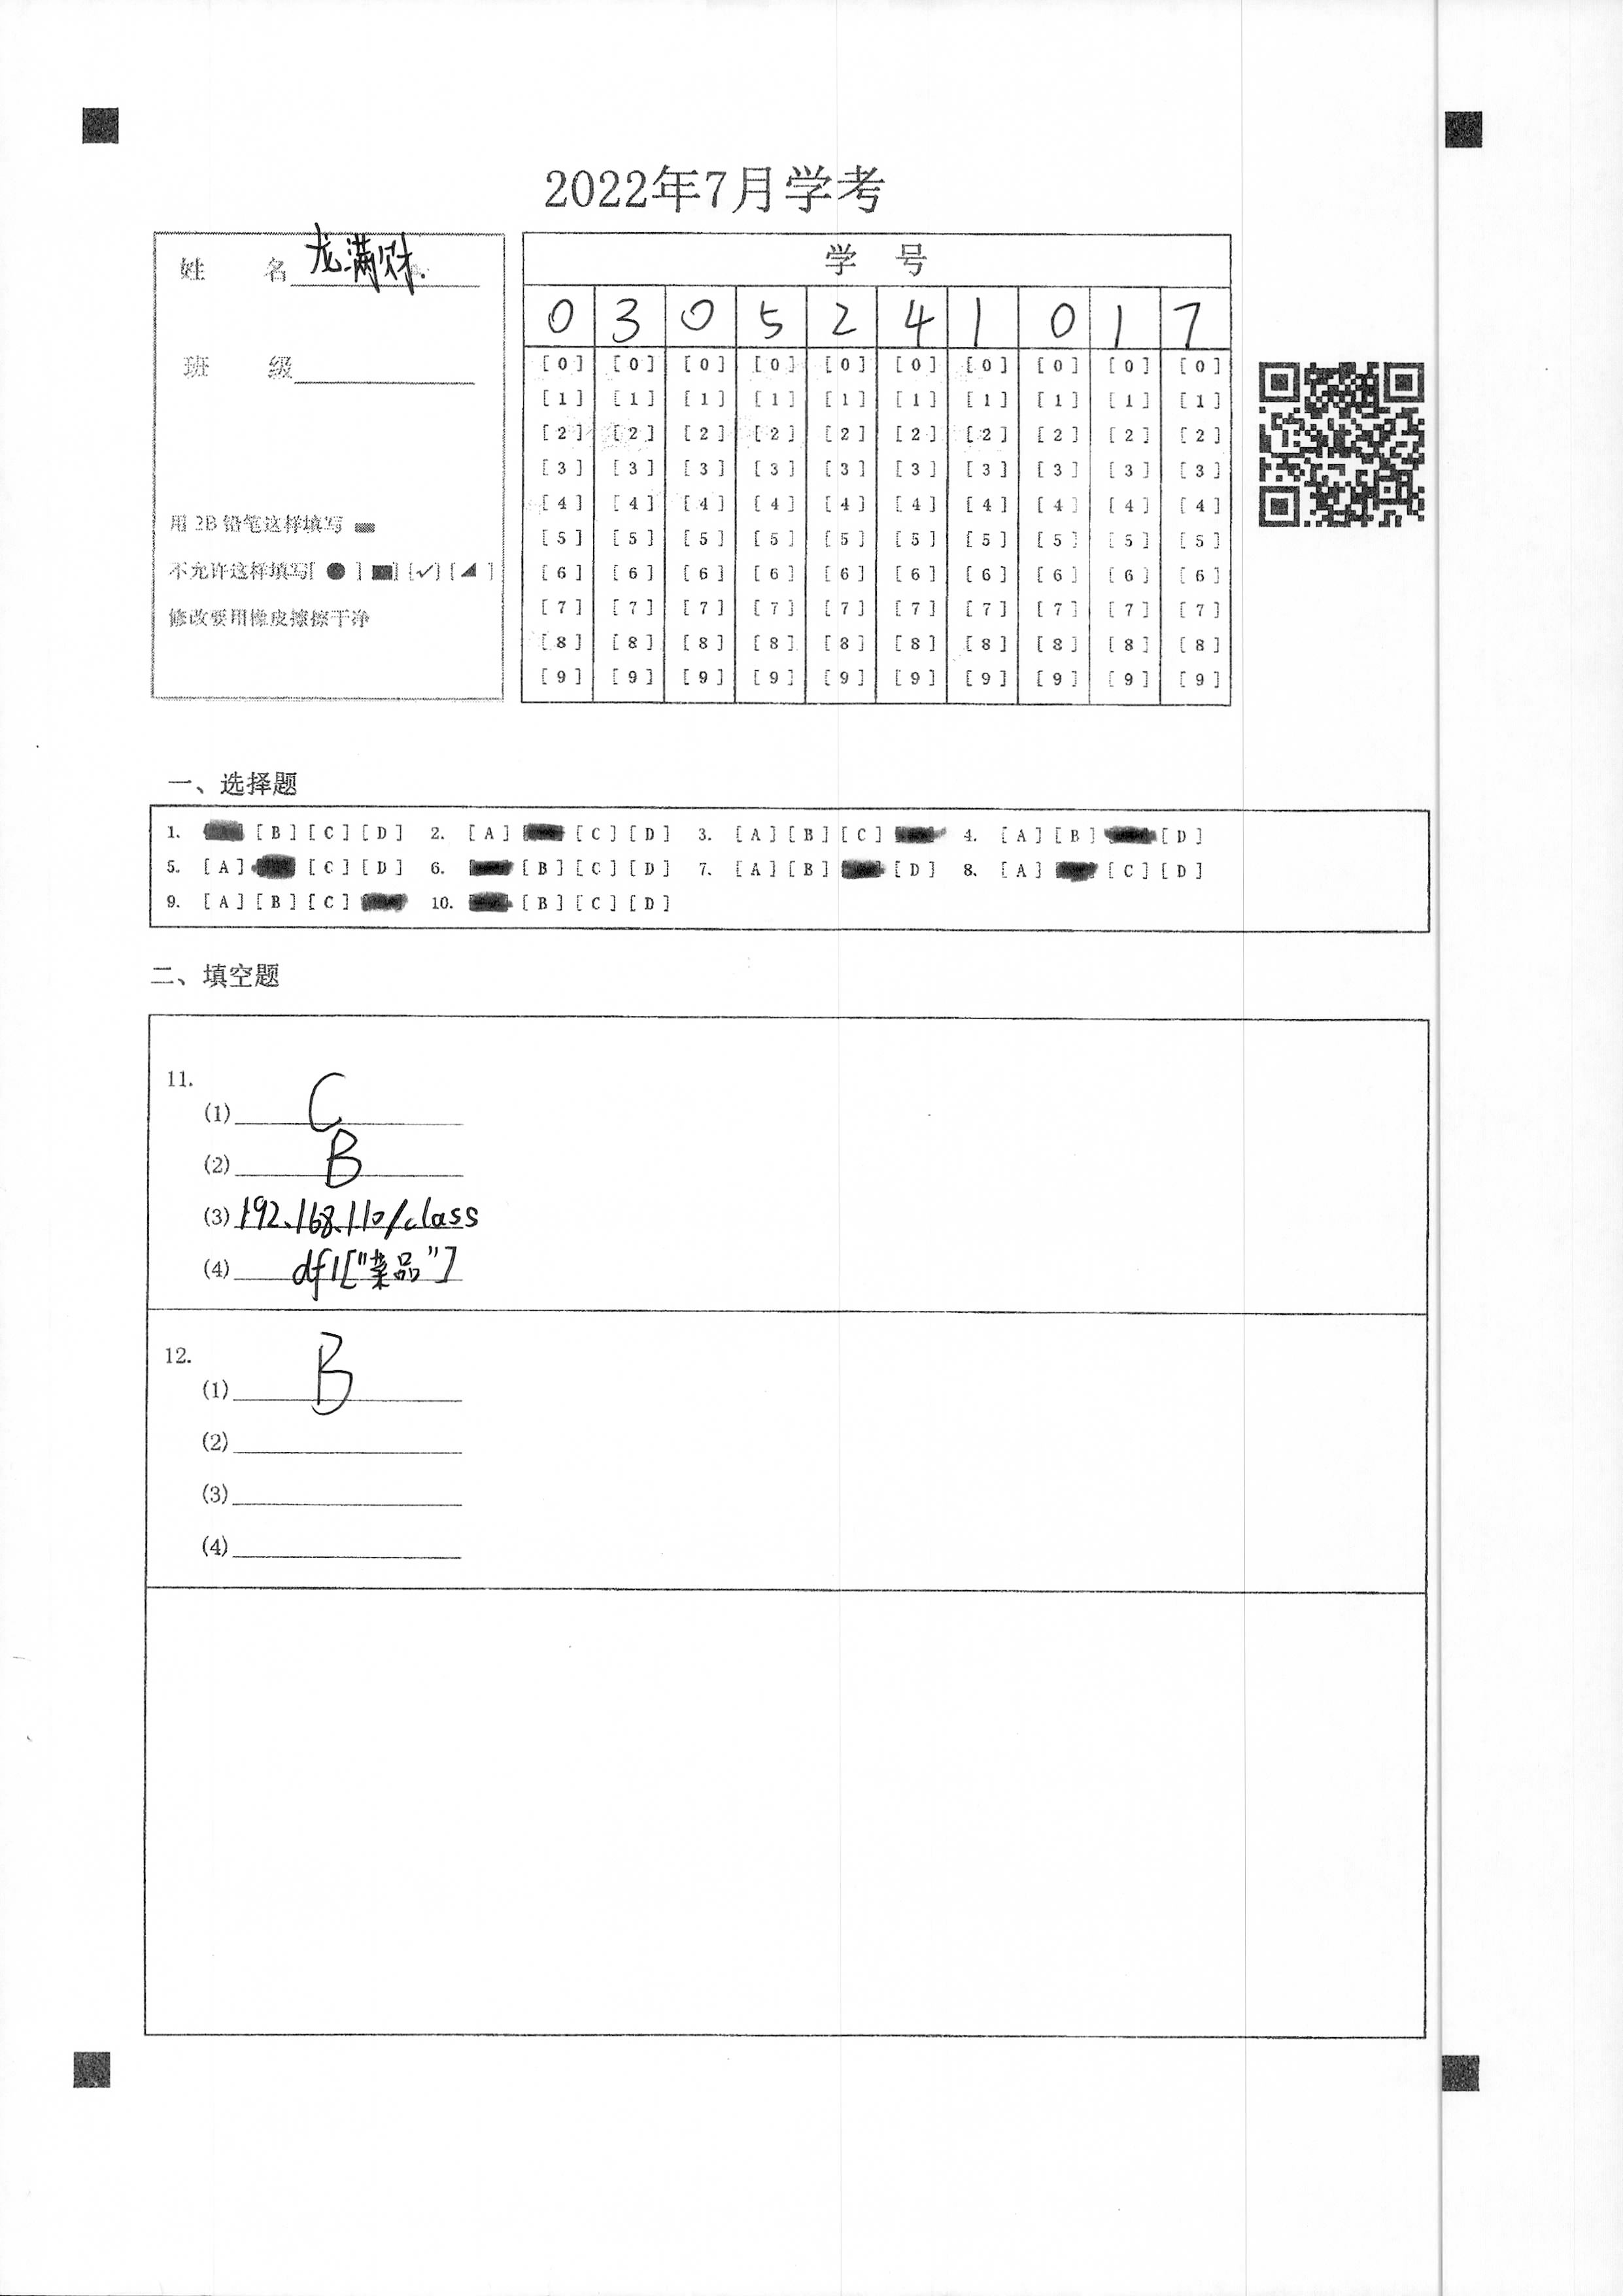 2022年7月学考
姓 名 龙满财.
班 级
用 2B 铅笔这样填写
不允许这样填写[ ● ] [■] [✓] [◢ ]
修改要用橡皮擦擦干净
学 号
0 3 0 5 2 4 1 0 1 7
[0] [0] [0] [0] [0] [0] [0] [0] [0] [0]
[1] [1] [1] [1] [1] [1] [1] [1] [1] [1]
[2] [2] [2] [2] [2] [2] [2] [2] [2] [2]
[3] [3] [3] [3] [3] [3] [3] [3] [3] [3]
[4] [4] [4] [4] [4] [4] [4] [4] [4] [4]
[5] [5] [5] [5] [5] [5] [5] [5] [5] [5]
[6] [6] [6] [6] [6] [6] [6] [6] [6] [6]
[7] [7] [7] [7] [7] [7] [7] [7] [7] [7]
[8] [8] [8] [8] [8] [8] [8] [8] [8] [8]
[9] [9] [9] [9] [9] [9] [9] [9] [9] [9]
一、选择题
1. [B] [C] [D] 2. [A] [C] [D] 3. [A] [B] [C] 4. [A] [B] [D]
5. [A] [C] [D] 6. [B] [C] [D] 7. [A] [B] [D] 8. [A] [C] [D]
9. [A] [B] [C] 10. [B] [C] [D]
二、填空题
11.
(1) C
(2) B
(3) 192.168.1.10/class
(4) df1["菜品"]
12.
(1) B
(2)
(3)
(4)